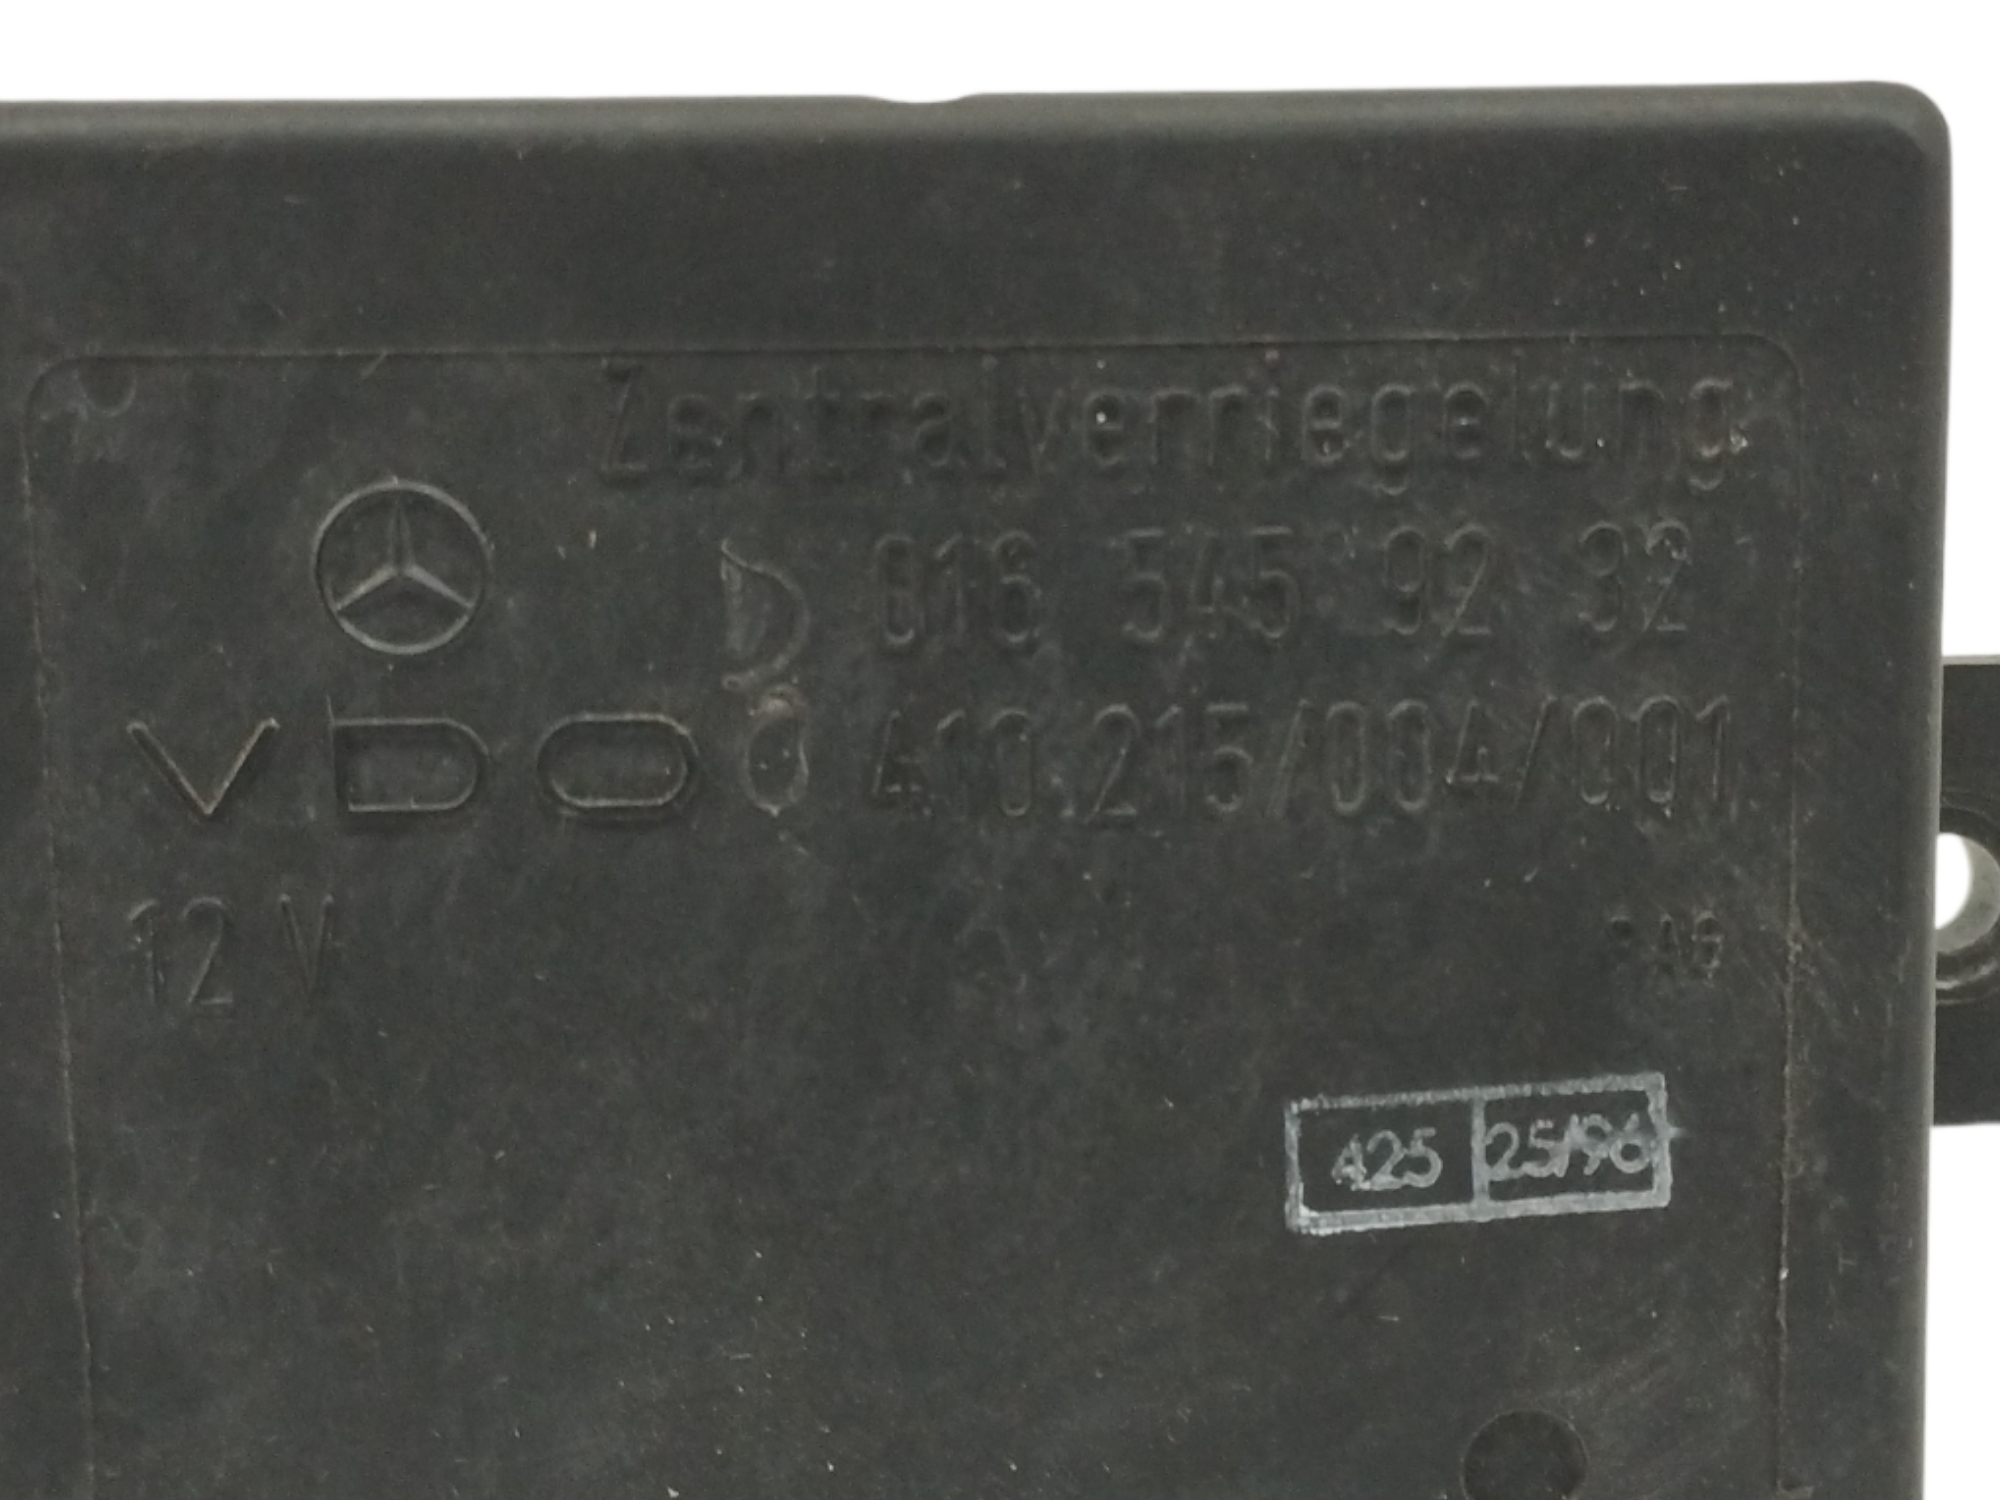 Zentralverriegelung
D 016 545 92 32
VDO 410.215/004/001
12 V
425 25/96